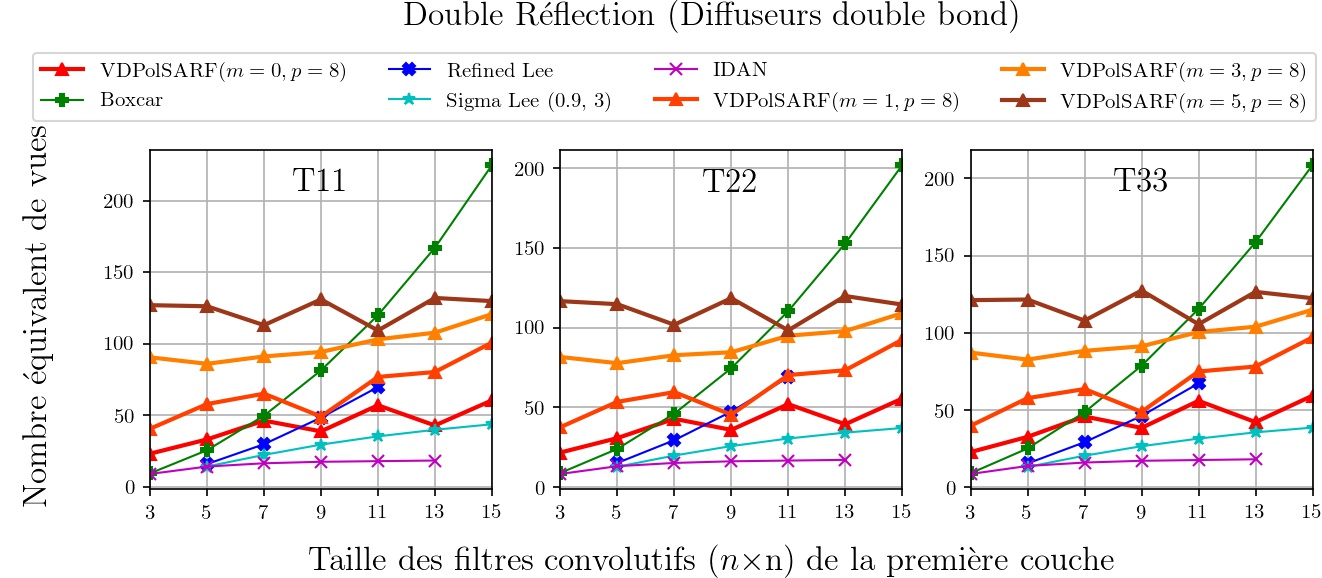 Double Réflection (Diffuseurs double bond)
VDPolSARF(m = 0, p = 8) Refined Lee IDAN VDPolSARF(m = 3, p = 8)
Boxcar Sigma Lee (0.9, 3) VDPolSARF(m = 1, p = 8) VDPolSARF(m = 5, p = 8)
Nombre équivalent de vues
T11
200
150
100
50
0
3 5 7 9 11 13 15
T22
200
150
100
50
0
3 5 7 9 11 13 15
T33
200
150
100
50
0
3 5 7 9 11 13 15
Taille des filtres convolutifs (n×n) de la première couche